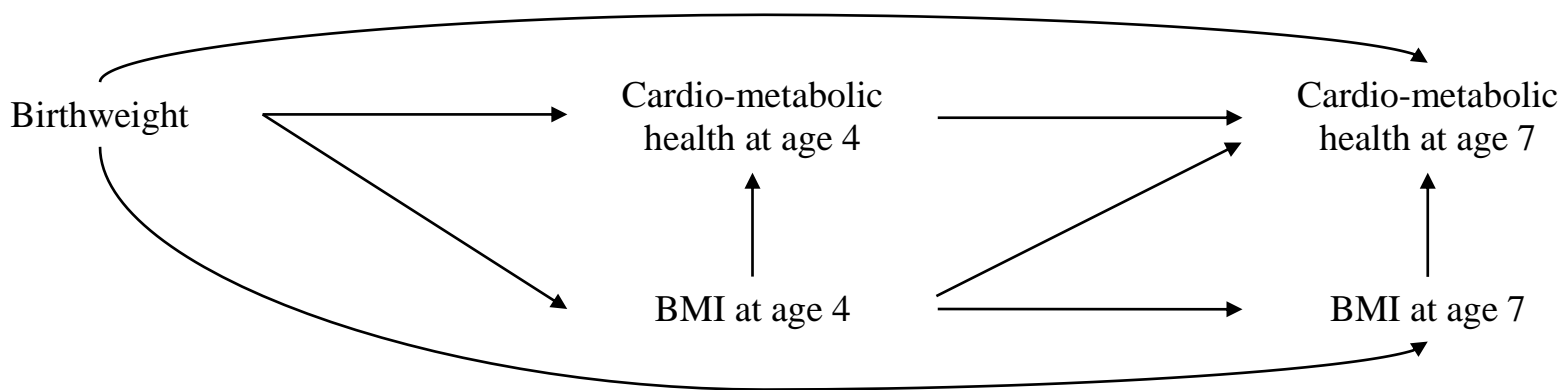 Birthweight
Cardio-metabolic
health at age 4
Cardio-metabolic
health at age 7
BMI at age 4
BMI at age 7